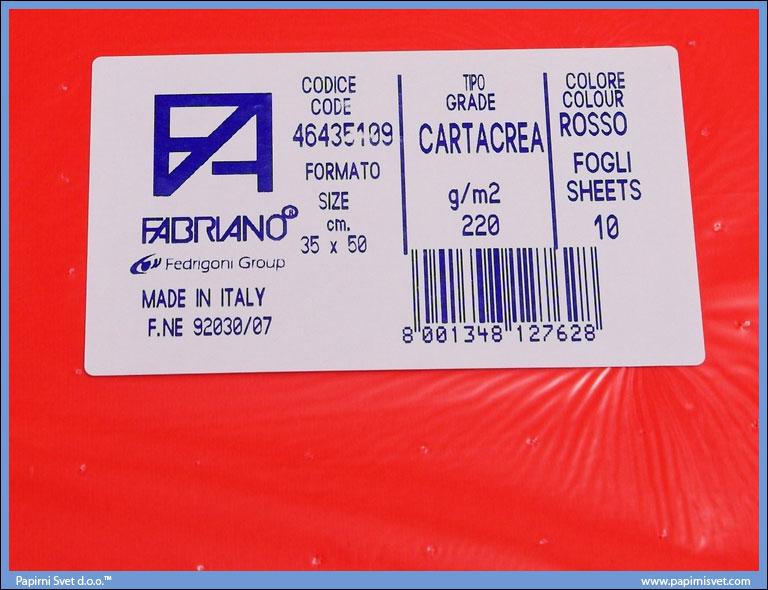 FABRIANO®
Fedrigoni Group
MADE IN ITALY
F.NE 92030/07
CODICE
CODE
46435109
FORMATO
SIZE
cm.
35 x 50
TIPO
GRADE
CARTACREA
g/m2
220
COLORE
COLOUR
ROSSO
FOGLI
SHEETS
10
8 001348 127628
Papirni Svet d.o.o.™
www.papirnisvet.com